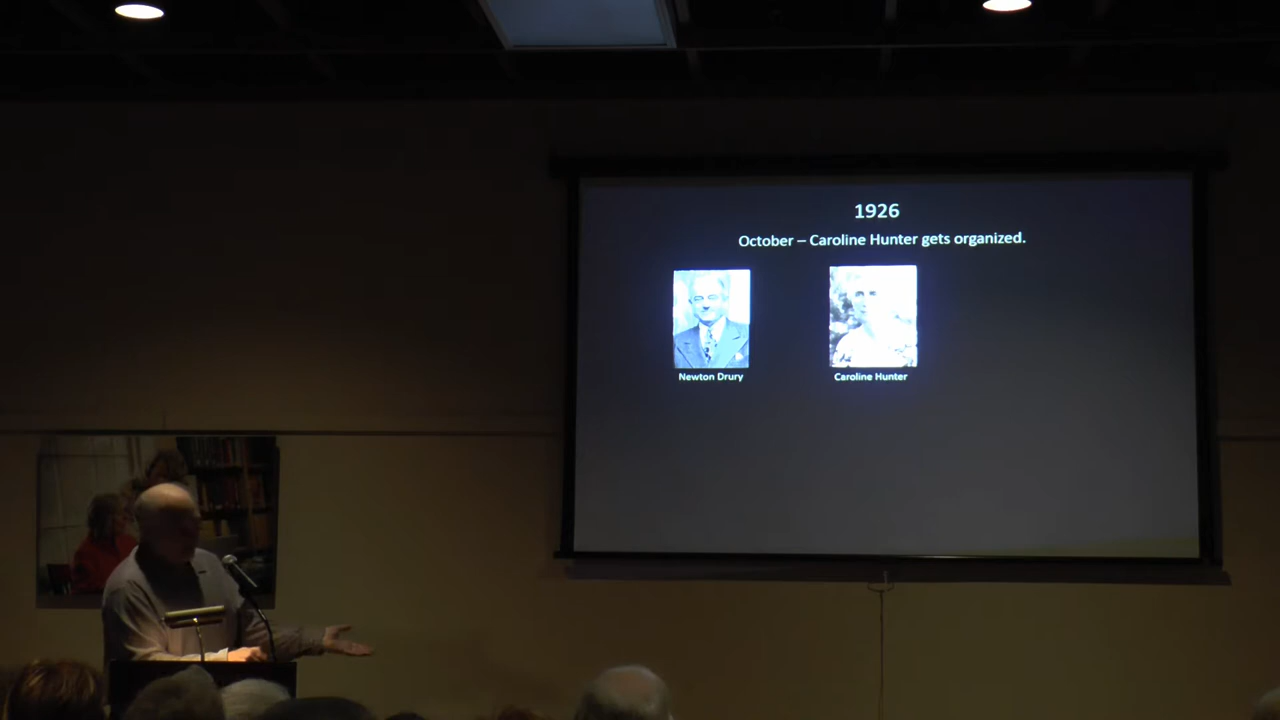 1926
October – Caroline Hunter gets organized.
Newton Drury
Caroline Hunter